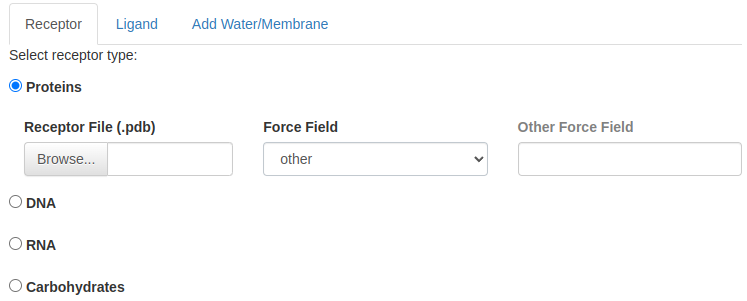 Receptor Ligand Add Water/Membrane
Select receptor type:
Proteins
Receptor File (.pdb) Force Field Other Force Field
Browse... other
DNA
RNA
Carbohydrates